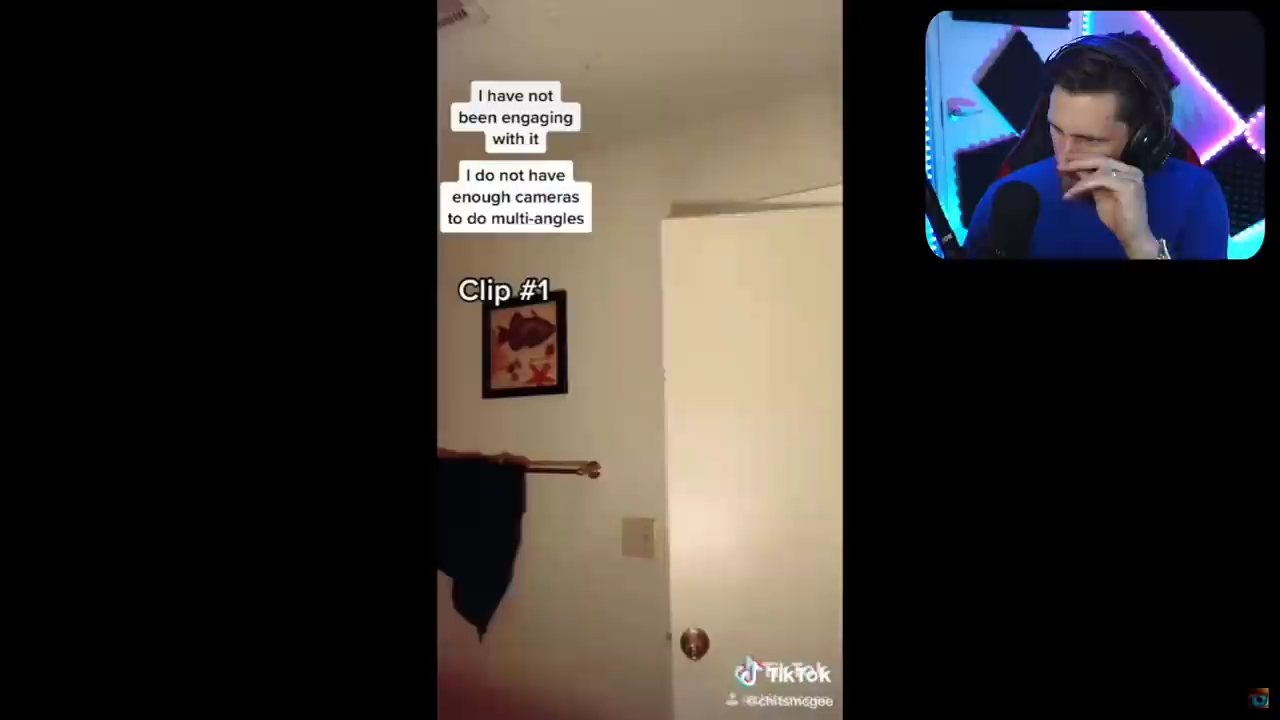 I have not
been engaging
with it
I do not have
enough cameras
to do multi-angles
Clip #1
TikTok
@chitsmcgee